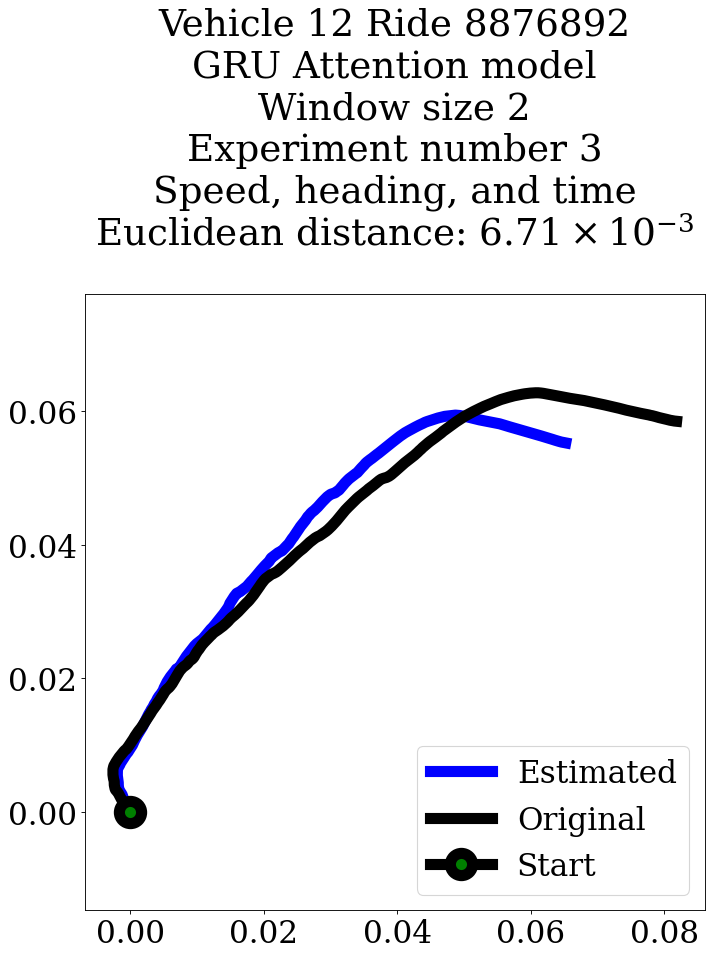 Vehicle 12 Ride 8876892
GRU Attention model
Window size 2
Experiment number 3
Speed, heading, and time
Euclidean distance: 6.71 × 10⁻³
0.06
0.04
0.02
0.00
Estimated
Original
Start
0.00 0.02 0.04 0.06 0.08